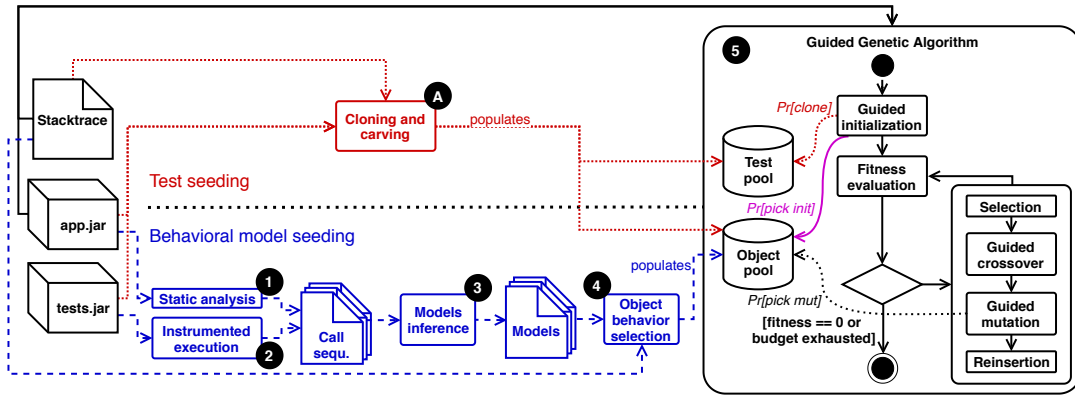 5
Guided Genetic Algorithm
Stacktrace
A
Cloning and
carving
populates
Pr[clone]
Guided
initialization
Test
pool
Fitness
evaluation
Test seeding
app.jar
Pr[pick init]
Selection
Behavioral model seeding
Object
pool
Guided
crossover
populates
tests.jar
1
Static analysis
3
4
Pr[pick mut]
Guided
mutation
Instrumented
execution
2
Call
sequ.
Models
inference
Models
Object
behavior
selection
[fitness == 0 or
budget exhausted]
Reinsertion